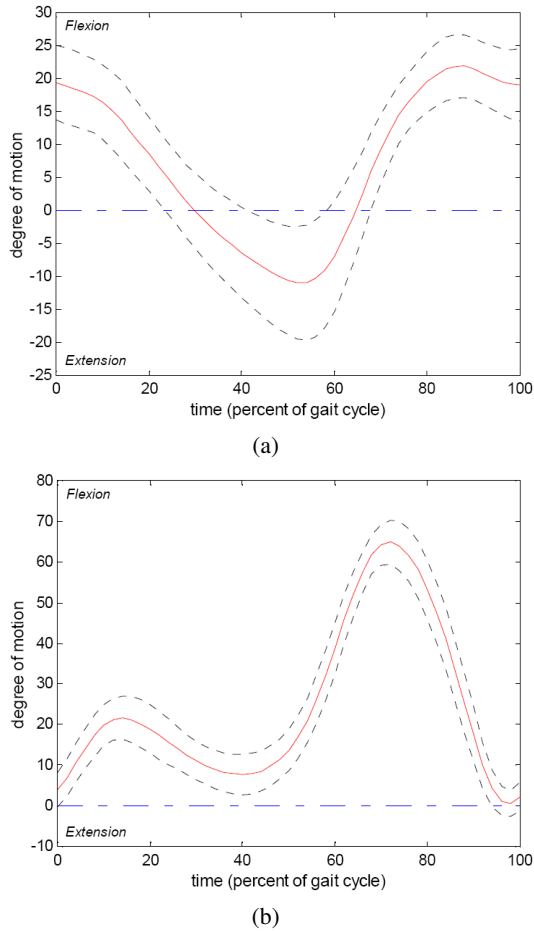 30
Flexion
25
20
15
10
5
0
-5
-10
-15
-20
Extension
-25
degree of motion
0 20 40 60 80 100
time (percent of gait cycle)
(a)
80
Flexion
70
60
50
40
30
20
10
0
Extension
-10
degree of motion
0 20 40 60 80 100
time (percent of gait cycle)
(b)